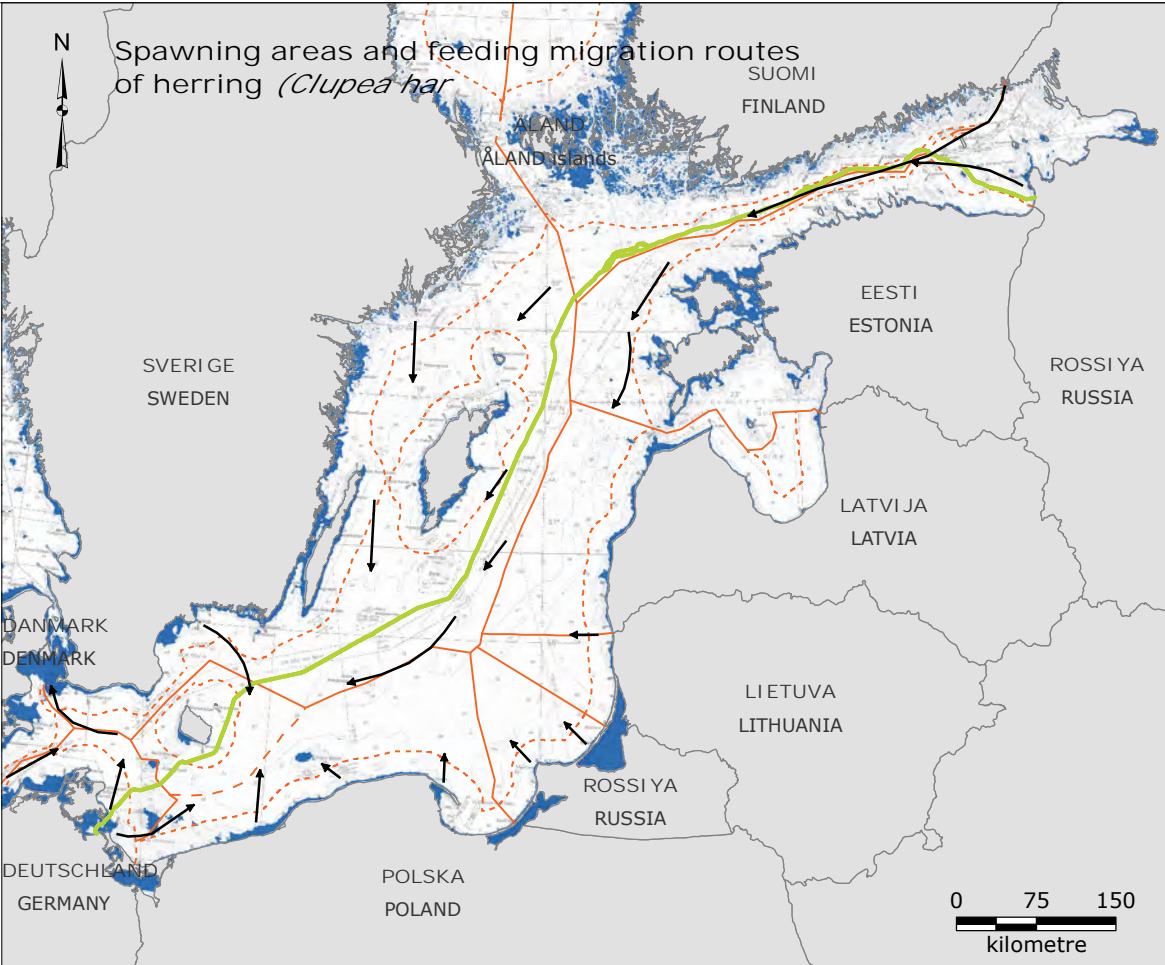 N
Spawning areas and feeding migration routes
of herring (Clupea har
SUOMI
FINLAND
ÅLAND
ÅLAND islands
EESTI
ESTONIA
SVERIGE
SWEDEN
ROSSIYA
RUSSIA
LATVIJA
LATVIA
DANMARK
DENMARK
LIETUVA
LITHUANIA
ROSSIYA
RUSSIA
DEUTSCHLAND
GERMANY
POLSKA
POLAND
0 75 150
kilometre